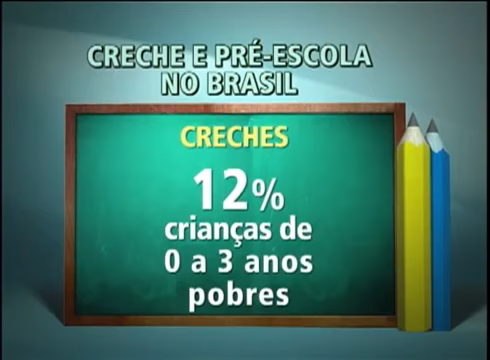 CRECHE E PRÉ-ESCOLA
NO BRASIL
CRECHES
12%
crianças de
0 a 3 anos
pobres